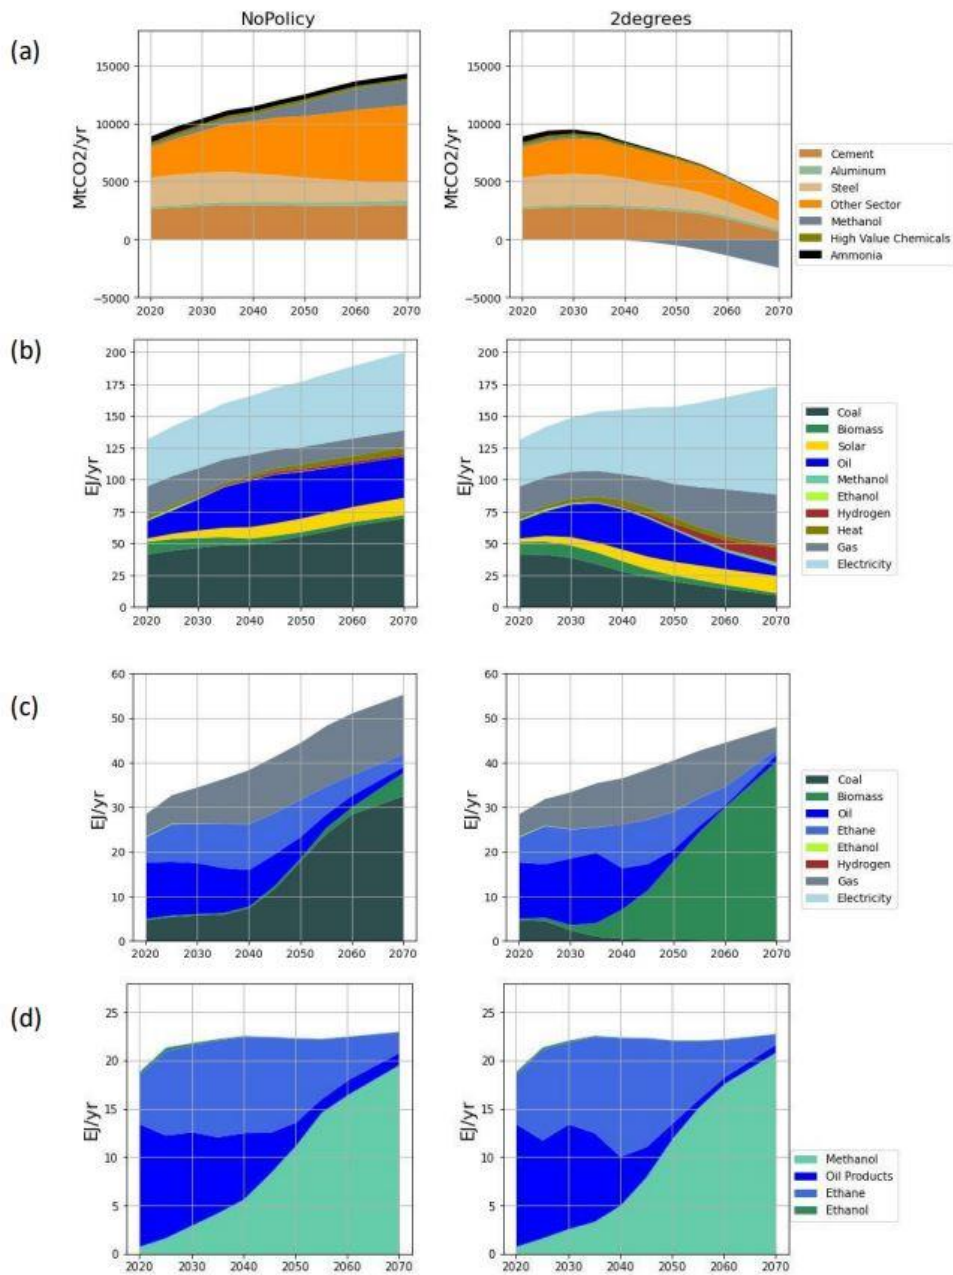 NoPolicy 2degrees
(a)
MtCO2/yr
15000
10000
5000
0
−5000
2020 2030 2040 2050 2060 2070
MtCO2/yr
15000
10000
5000
0
−5000
2020 2030 2040 2050 2060 2070
Cement
Aluminum
Steel
Other Sector
Methanol
High Value Chemicals
Ammonia
(b)
EJ/yr
200
175
150
125
100
75
50
25
0
2020 2030 2040 2050 2060 2070
EJ/yr
200
175
150
125
100
75
50
25
0
2020 2030 2040 2050 2060 2070
Coal
Biomass
Solar
Oil
Methanol
Ethanol
Hydrogen
Heat
Gas
Electricity
(c)
EJ/yr
60
50
40
30
20
10
0
2020 2030 2040 2050 2060 2070
EJ/yr
60
50
40
30
20
10
0
2020 2030 2040 2050 2060 2070
Coal
Biomass
Oil
Ethane
Ethanol
Hydrogen
Gas
Electricity
(d)
EJ/yr
25
20
15
10
5
0
2020 2030 2040 2050 2060 2070
EJ/yr
25
20
15
10
5
0
2020 2030 2040 2050 2060 2070
Methanol
Oil Products
Ethane
Ethanol